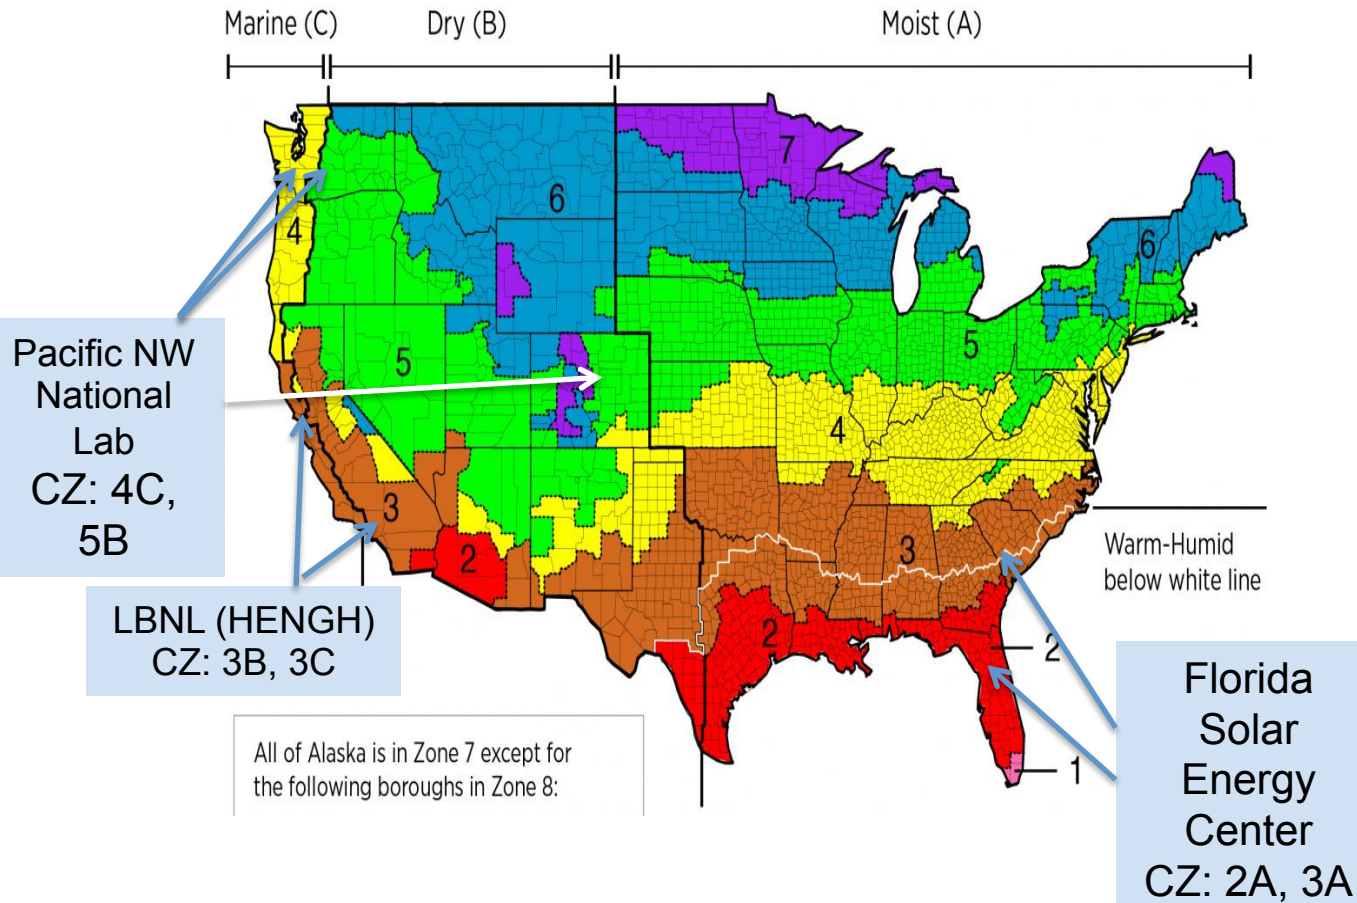 Marine (C)
Dry (B)
Moist (A)
7
6
6
4
5
5
4
3
3
2
2
2
1
Pacific NW
National
Lab
CZ: 4C,
5B
LBNL (HENGH)
CZ: 3B, 3C
Warm-Humid
below white line
Florida
Solar
Energy
Center
CZ: 2A, 3A
All of Alaska is in Zone 7 except for
the following boroughs in Zone 8: